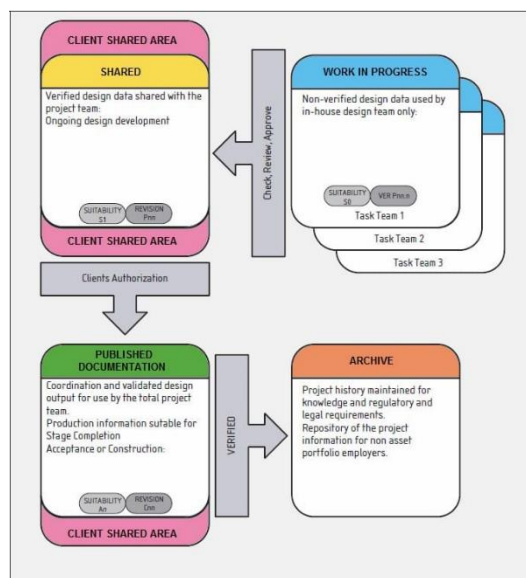 CLIENT SHARED AREA
SHARED
Verified design data shared with the
project team:
Ongoing design development
SUITABILITY
S1
REVISION
Pnn
CLIENT SHARED AREA
Check, Review, Approve
WORK IN PROGRESS
Non-verified design data used by
in-house design team only:
SUITABILITY
S0
VER Pnn.n
Task Team 1
Task Team 2
Task Team 3
Clients Authorization
PUBLISHED
DOCUMENTATION
Coordination and validated design
output for use by the total project
team.
Production information sutable for
Stage Completion
Acceptance or Construction:
SUITABILITY
An
REVISION
Cnn
CLIENT SHARED AREA
VERIFIED
ARCHIVE
Project history maintained for
knowledge and regulatory and
legal requirements.
Repository of the project
information for non asset
portfolio employers.